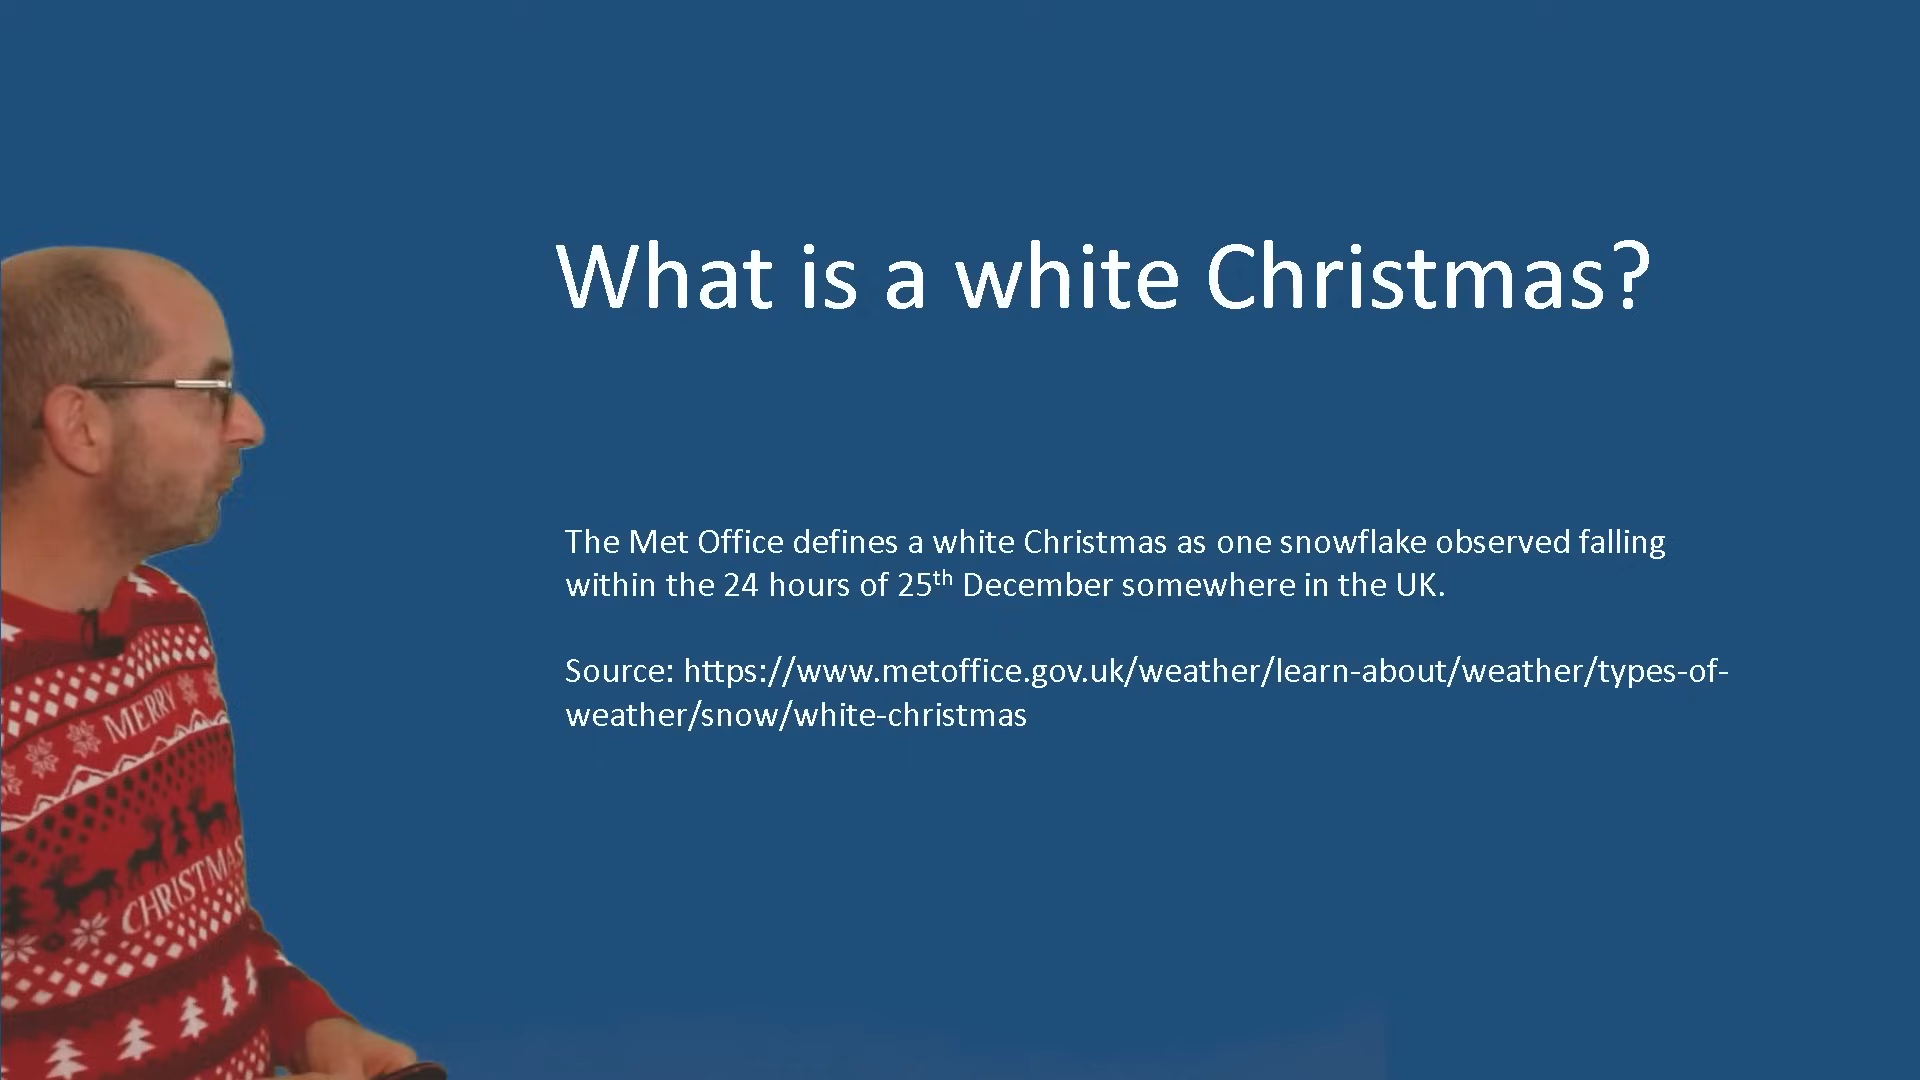 What is a white Christmas?
The Met Office defines a white Christmas as one snowflake observed falling
within the 24 hours of 25th December somewhere in the UK.
Source: https://www.metoffice.gov.uk/weather/learn-about/weather/types-of-
weather/snow/white-christmas
MERRY
CHRISTMAS